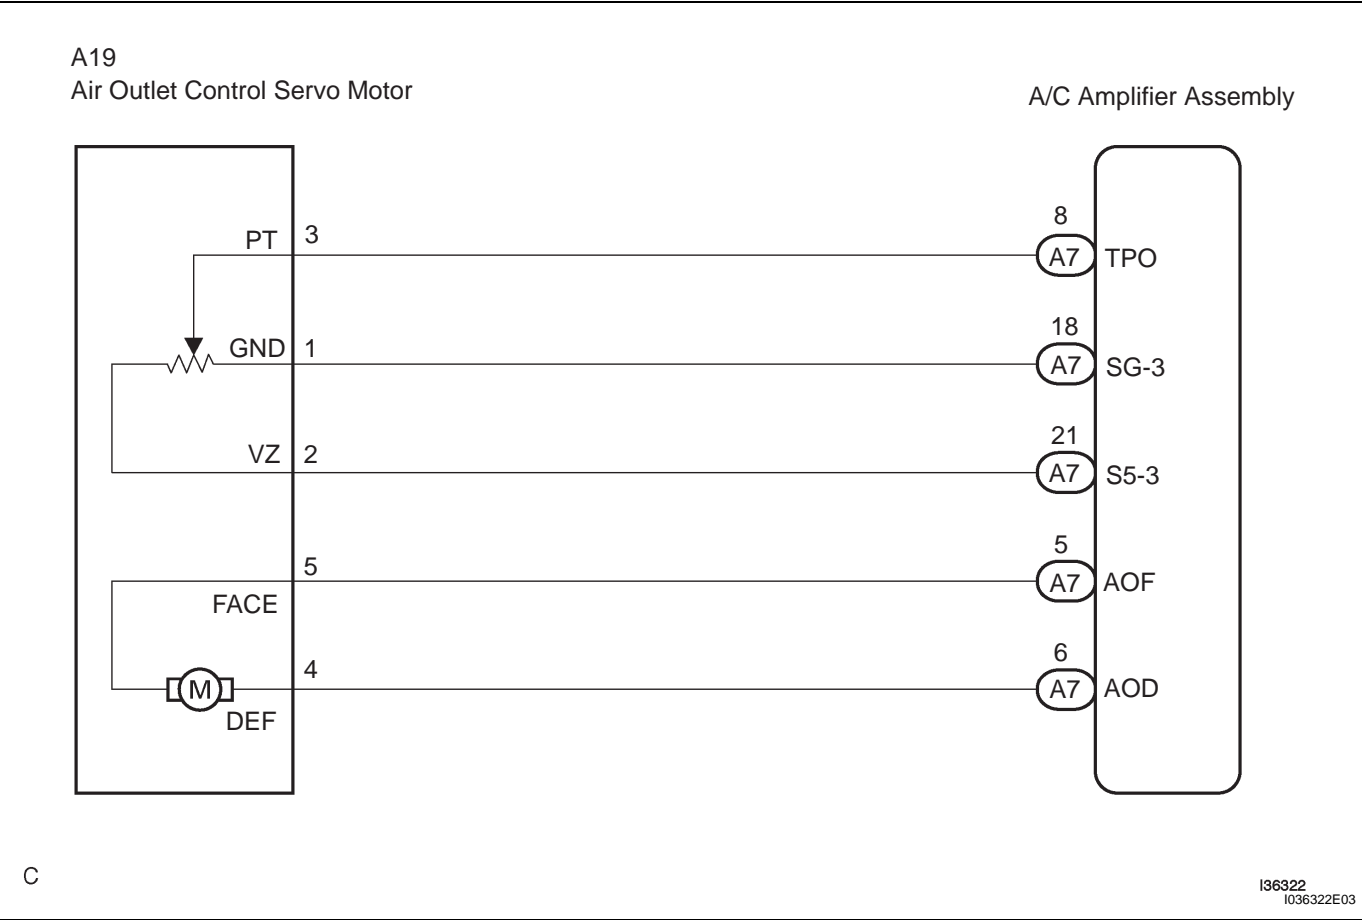 A19
Air Outlet Control Servo Motor
A/C Amplifier Assembly
PT
3
8
A7
TPO
GND
1
18
A7
SG-3
VZ
2
21
A7
S5-3
5
FACE
5
A7
AOF
M
4
DEF
6
A7
AOD
C
I36322
I036322E03